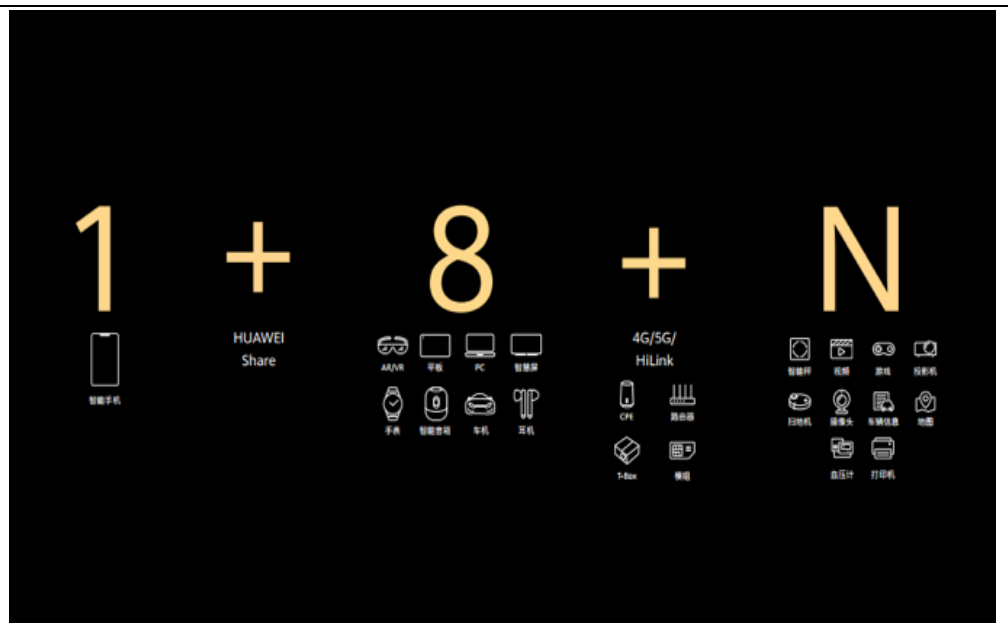 1 + 8 + N
智能手机
HUAWEI
Share
AR/VR 平板 PC 智慧屏
手表 智能音箱 车机 耳机
4G/5G/
HiLink
CPE 路由器
T-Box 模组
智能秤 视频 游戏 投影机
扫地机 摄像头 车辆信息 地图
血压计 打印机